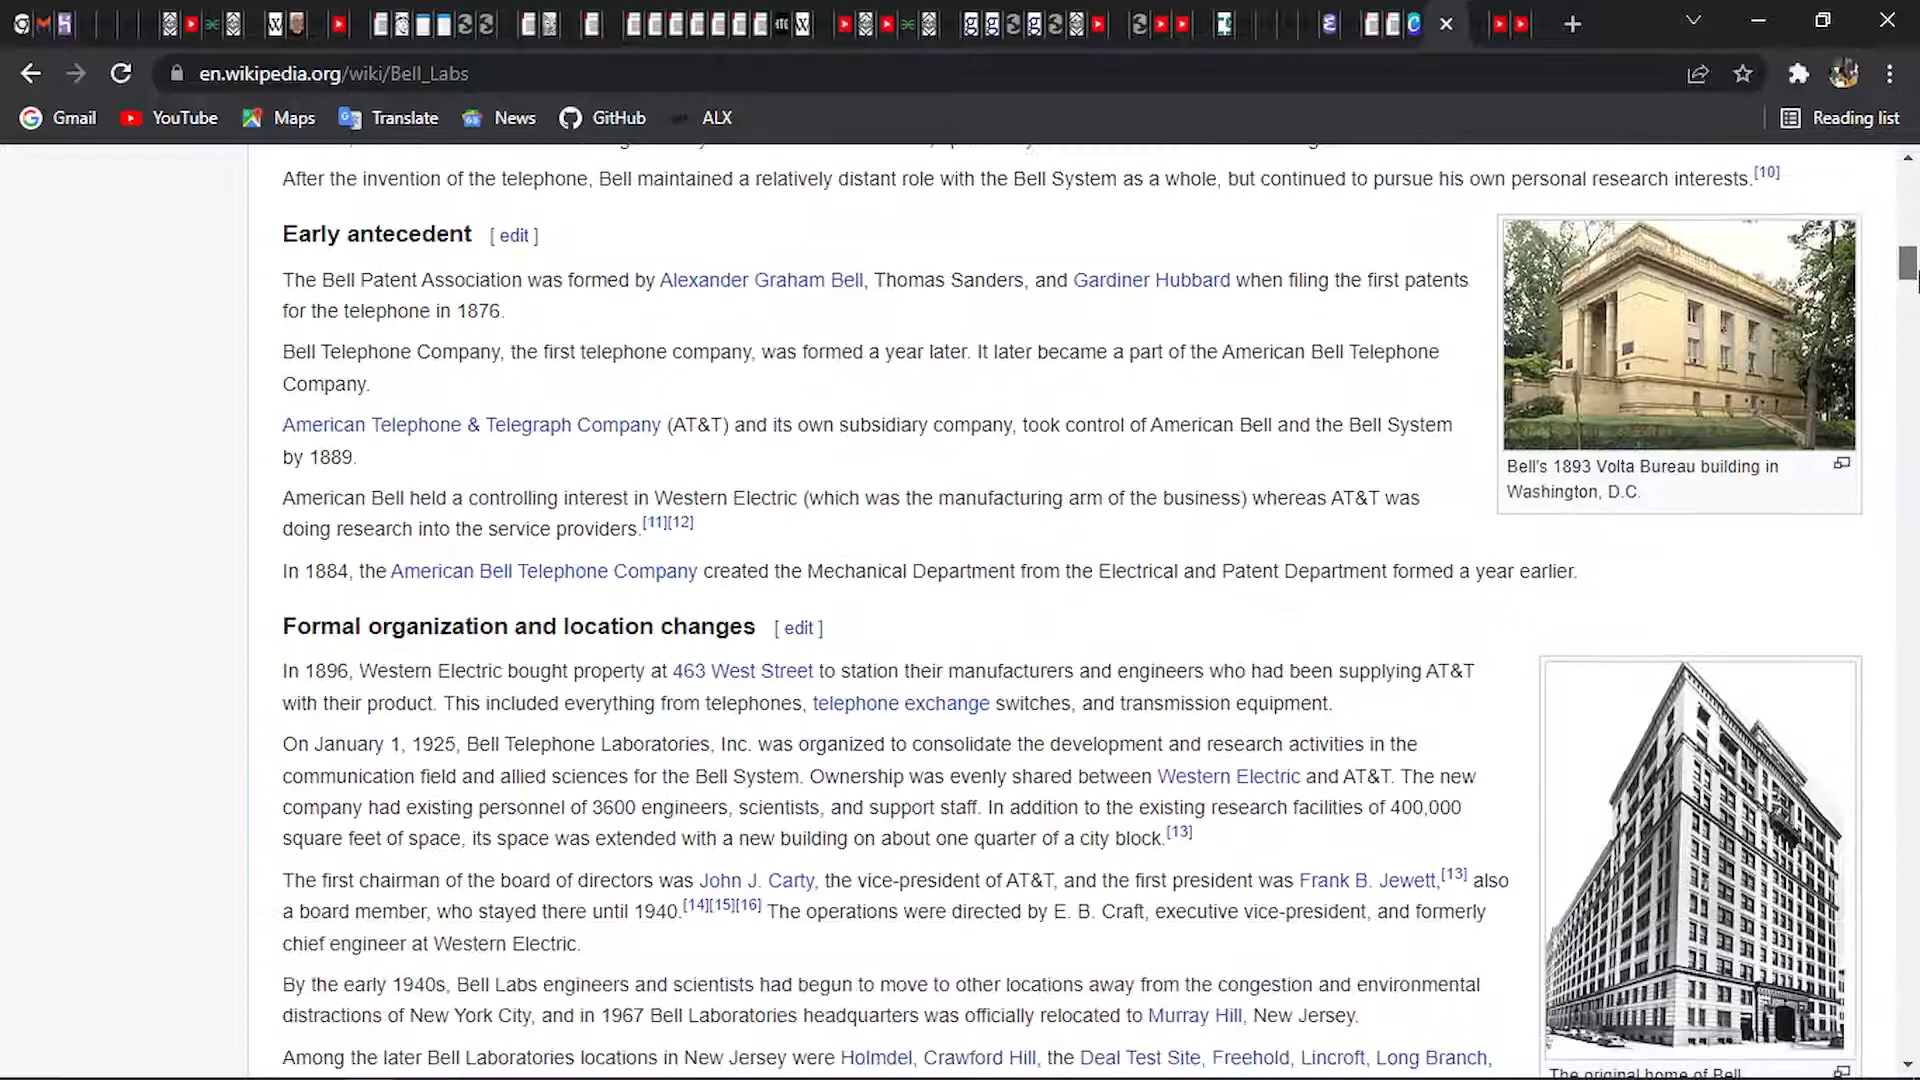 en.wikipedia.org/wiki/Bell_Labs
Gmail YouTube Maps Translate News GitHub ALX Reading list
After the invention of the telephone, Bell maintained a relatively distant role with the Bell System as a whole, but continued to pursue his own personal research interests.[10]
Early antecedent [ edit ]
The Bell Patent Association was formed by Alexander Graham Bell, Thomas Sanders, and Gardiner Hubbard when filing the first patents
for the telephone in 1876.
Bell Telephone Company, the first telephone company, was formed a year later. It later became a part of the American Bell Telephone
Company.
American Telephone & Telegraph Company (AT&T) and its own subsidiary company, took control of American Bell and the Bell System
by 1889.
American Bell held a controlling interest in Western Electric (which was the manufacturing arm of the business) whereas AT&T was
doing research into the service providers.[11][12]
Bell's 1893 Volta Bureau building in
Washington, D.C.
In 1884, the American Bell Telephone Company created the Mechanical Department from the Electrical and Patent Department formed a year earlier.
Formal organization and location changes [ edit ]
In 1896, Western Electric bought property at 463 West Street to station their manufacturers and engineers who had been supplying AT&T
with their product. This included everything from telephones, telephone exchange switches, and transmission equipment.
On January 1, 1925, Bell Telephone Laboratories, Inc. was organized to consolidate the development and research activities in the
communication field and allied sciences for the Bell System. Ownership was evenly shared between Western Electric and AT&T. The new
company had existing personnel of 3600 engineers, scientists, and support staff. In addition to the existing research facilities of 400,000
square feet of space, its space was extended with a new building on about one quarter of a city block.[13]
The first chairman of the board of directors was John J. Carty, the vice-president of AT&T, and the first president was Frank B. Jewett,[13] also
a board member, who stayed there until 1940.[14][15][16] The operations were directed by E. B. Craft, executive vice-president, and formerly
chief engineer at Western Electric.
By the early 1940s, Bell Labs engineers and scientists had begun to move to other locations away from the congestion and environmental
distractions of New York City, and in 1967 Bell Laboratories headquarters was officially relocated to Murray Hill, New Jersey.
Among the later Bell Laboratories locations in New Jersey were Holmdel, Crawford Hill, the Deal Test Site, Freehold, Lincroft, Long Branch,
The original home of Bell